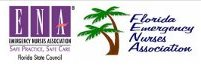 ENA
EMERGENCY NURSES ASSOCIATION
SAFE PRACTICE, SAFE CARE
Florida State Council
Florida
Emergency
Nurses
Association